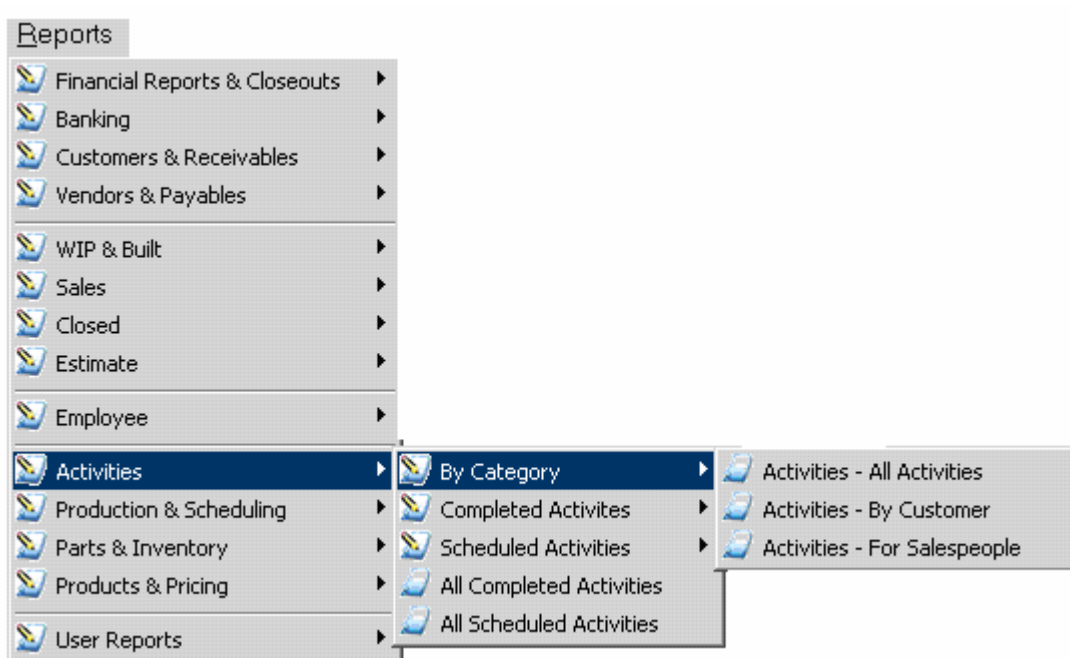 Reports
Financial Reports & Closeouts
Banking
Customers & Receivables
Vendors & Payables
WIP & Built
Sales
Closed
Estimate
Employee
Activities
Production & Scheduling
Parts & Inventory
Products & Pricing
User Reports
By Category
Completed Activites
Scheduled Activities
All Completed Activities
All Scheduled Activities
Activities - All Activities
Activities - By Customer
Activities - For Salespeople